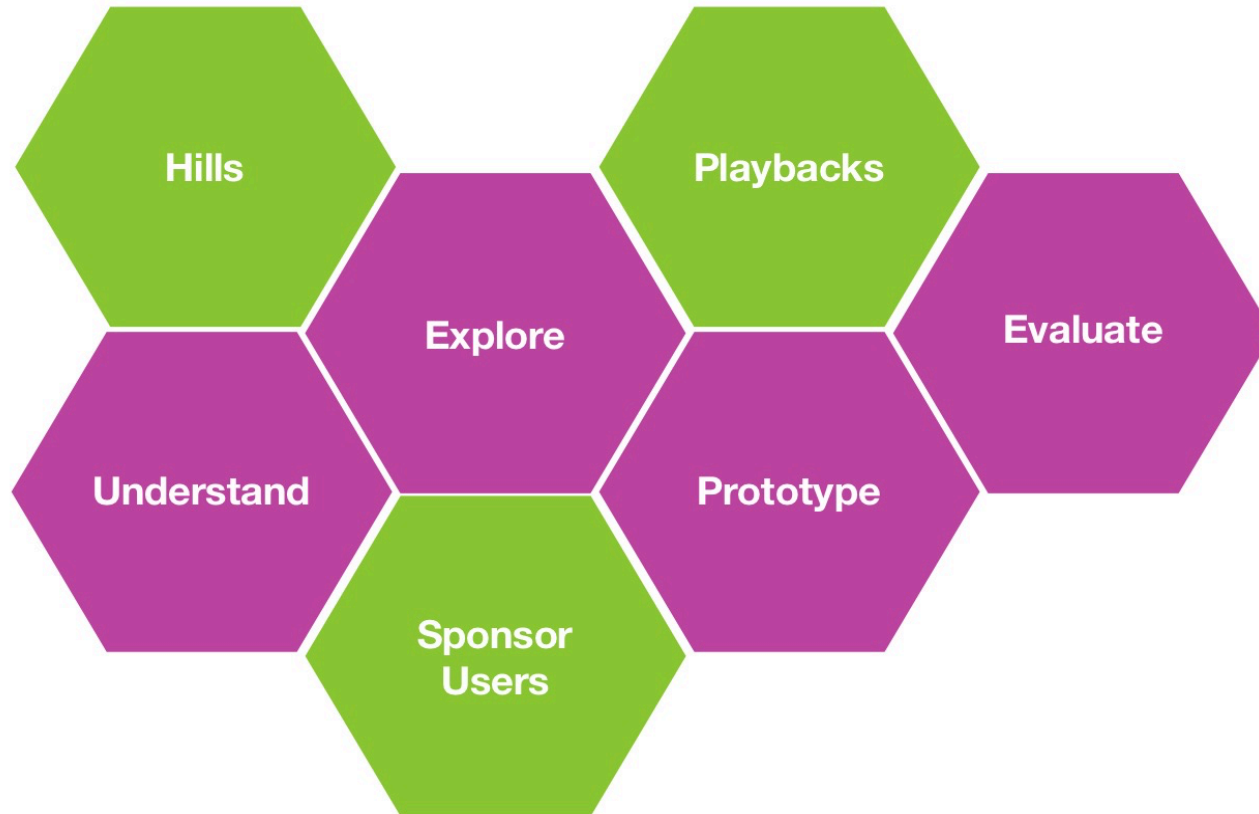 Hills
Playbacks
Explore
Evaluate
Understand
Prototype
Sponsor
Users